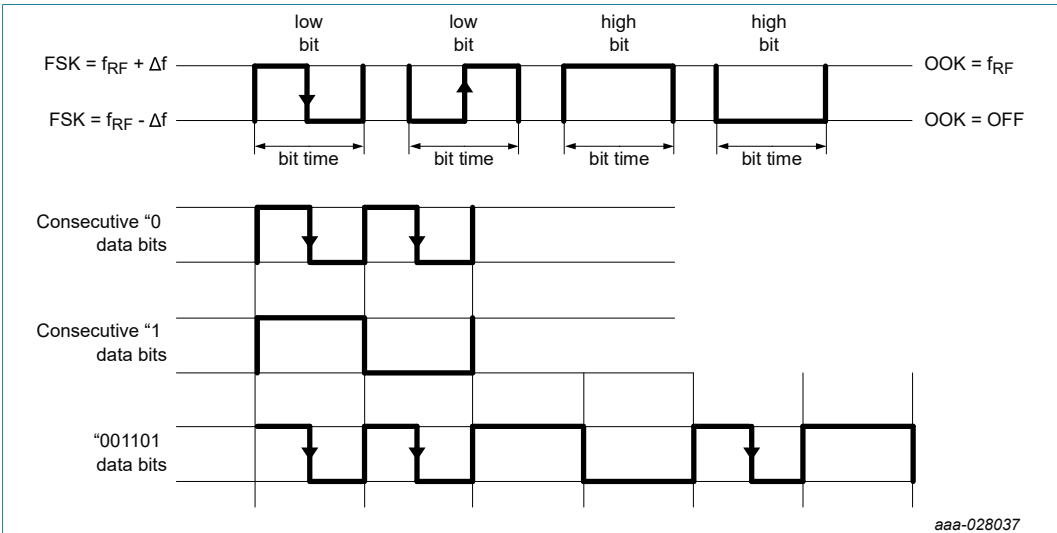 low bit
low bit
high bit
high bit
FSK = fRF + Δf
OOK = fRF
FSK = fRF - Δf
OOK = OFF
bit time
bit time
bit time
bit time
Consecutive “0
data bits
Consecutive “1
data bits
“001101
data bits
aaa-028037